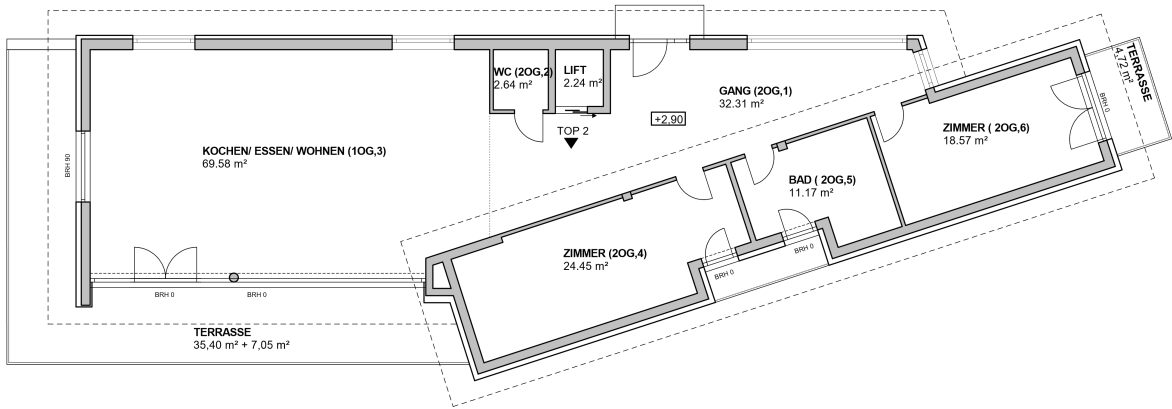 WC (2OG,2)
2.64 m²
LIFT
2.24 m²
GANG (2OG,1)
32.31 m²
+2,90
TOP 2
TERRASSE
4,72 m²
BRH 0
ZIMMER ( 2OG,6)
18.57 m²
KOCHEN/ ESSEN/ WOHNEN (1OG,3)
69.58 m²
BRH 90
BAD ( 2OG,5)
11.17 m²
ZIMMER (2OG,4)
24.45 m²
BRH 0
BRH 0
BRH 0
BRH 0
TERRASSE
35,40 m² + 7,05 m²